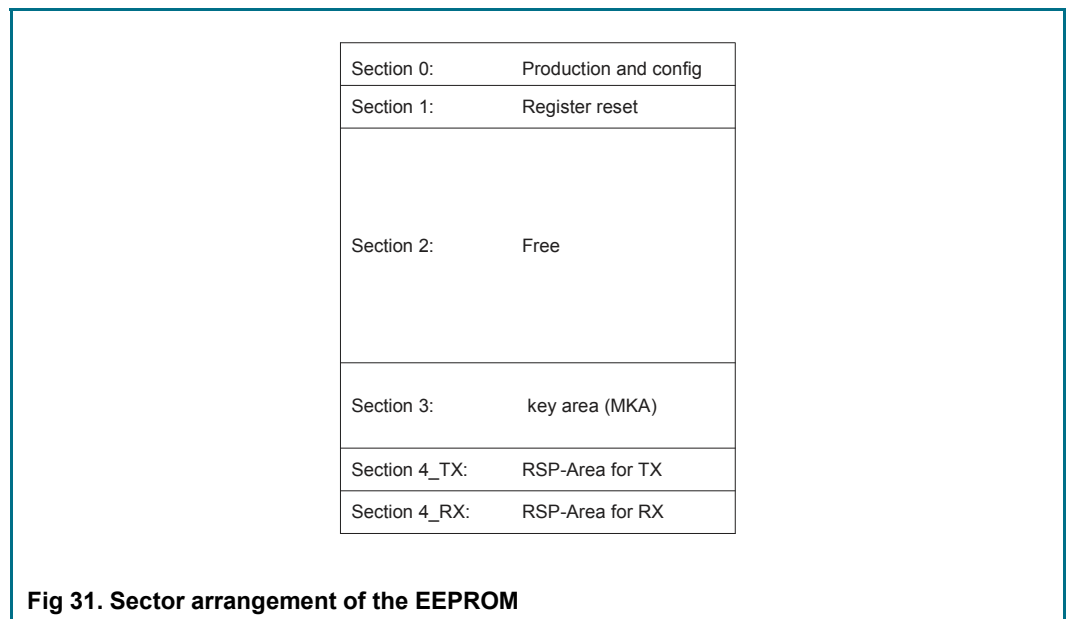 Section 0: Production and config
Section 1: Register reset
Section 2: Free
Section 3: key area (MKA)
Section 4_TX: RSP-Area for TX
Section 4_RX: RSP-Area for RX
Fig 31. Sector arrangement of the EEPROM